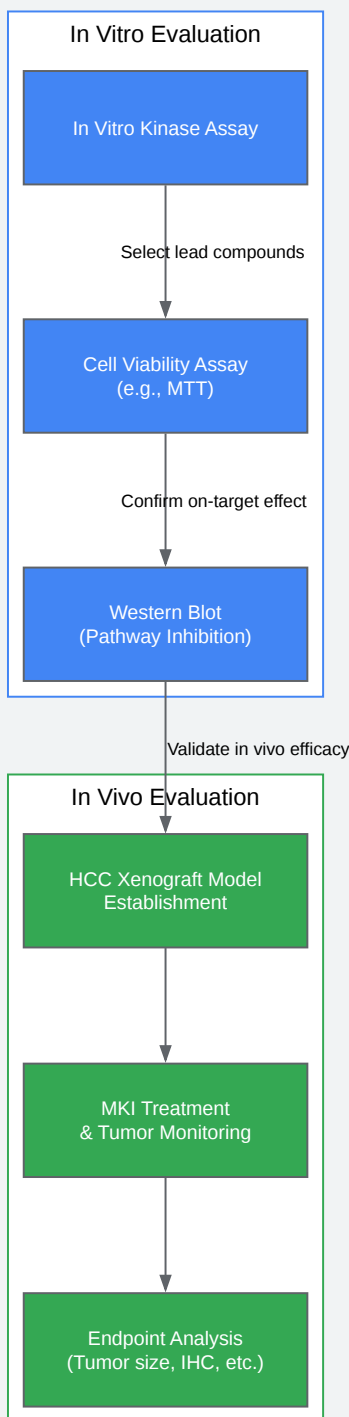 In Vitro Evaluation
In Vitro Kinase Assay
Select lead compounds
Cell Viability Assay
(e.g., MTT)
Confirm on-target effect
Western Blot
(Pathway Inhibition)
Validate in vivo efficacy
In Vivo Evaluation
HCC Xenograft Model
Establishment
MKI Treatment
& Tumor Monitoring
Endpoint Analysis
(Tumor size, IHC, etc.)